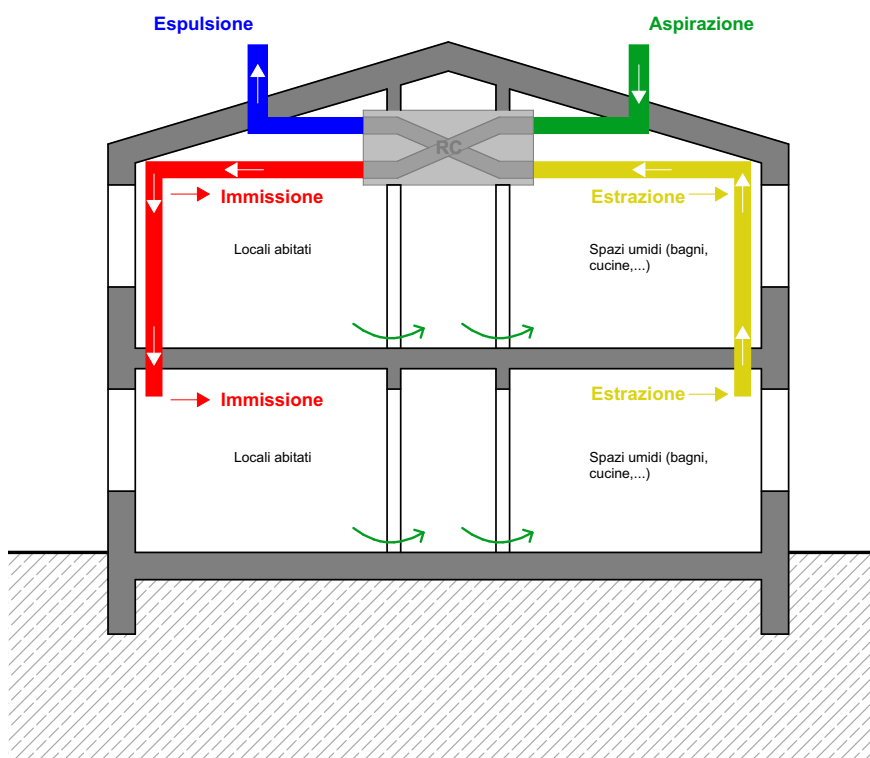 Espulsione
Aspirazione
RC
Immissione
Estrazione
Locali abitati
Spazi umidi (bagni,
cucine,...)
Immissione
Estrazione
Locali abitati
Spazi umidi (bagni,
cucine,...)